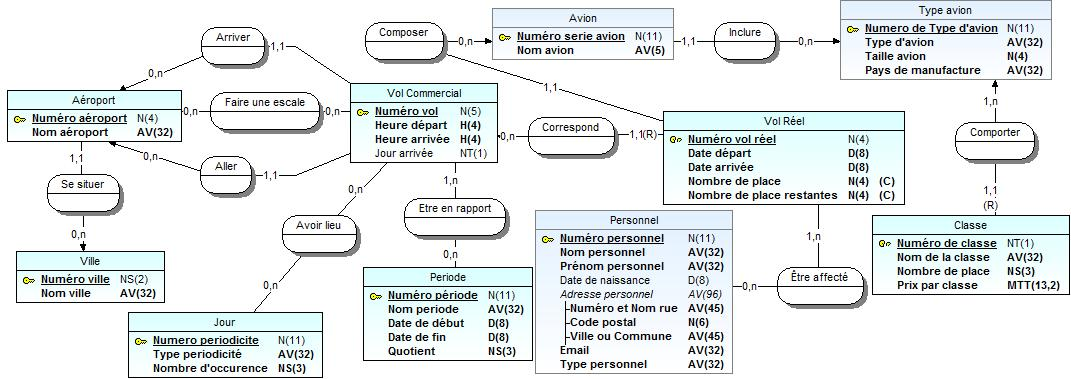 Arriver
1,1
0,n
Composer
0,n
Avion
Numéro serie avion N(11)
Nom avion AV(5)
1,1
Inclure
0,n
Type avion
Numero de Type d'avion N(11)
Type d'avion AV(32)
Taille avion N(4)
Pays de manufacture AV(32)
Aéroport
Numéro aéroport N(4)
Nom aéroport AV(32)
0,n
Faire une escale
0,n
Vol Commercial
Numéro vol N(5)
Heure départ H(4)
Heure arrivée H(4)
Jour arrivée NT(1)
1,1
0,n
Correspond
1,1(R)
Vol Réel
Numéro vol réel N(4)
Date départ D(8)
Date arrivée D(8)
Nombre de place N(4) (C)
Nombre de place restantes N(4) (C)
1,n
Comporter
1,1
(R)
1,1
Se situer
0,n
0,n
Aller
1,1
0,n
Avoir lieu
0,n
1,n
Etre en rapport
0,n
Ville
Numéro ville NS(2)
Nom ville AV(32)
Jour
Numero periodicite N(11)
Type periodicité AV(32)
Nombre d'occurence NS(3)
Periode
Numéro période N(11)
Nom periode AV(32)
Date de début D(8)
Date de fin D(8)
Quotient NS(3)
Personnel
Numéro personnel N(11)
Nom personnel AV(32)
Prénom personnel AV(32)
Date de naissance D(8)
Adresse personnel AV(96)
Numéro et Nom rue AV(45)
Code postal N(6)
Ville ou Commune AV(45)
Email AV(32)
Type personnel AV(32)
0,n
1,n
Être affecté
Classe
Numéro de classe NT(1)
Nom de la classe AV(32)
Nombre de place NS(3)
Prix par classe MTT(13,2)